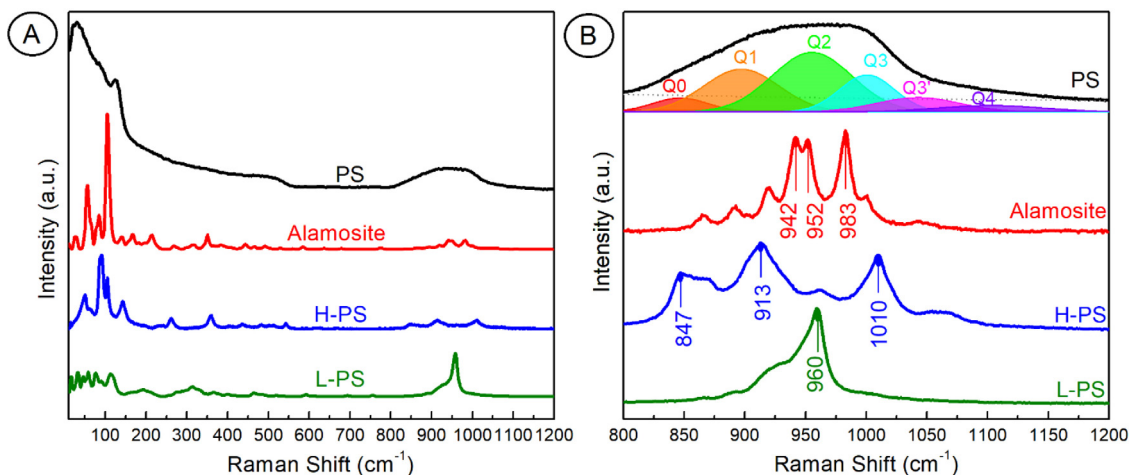 A
PS
Alamosite
H-PS
L-PS
Intensity (a.u.)
100 200 300 400 500 600 700 800 900 1000 1200
Raman Shift (cm⁻¹)
B
Q0
Q1
Q2
Q3
Q3'
Q4
PS
942
952
983
Alamosite
847
913
1010
H-PS
960
L-PS
Intensity (a.u.)
800 850 900 950 1000 1050 1100 1150 1200
Raman Shift (cm⁻¹)